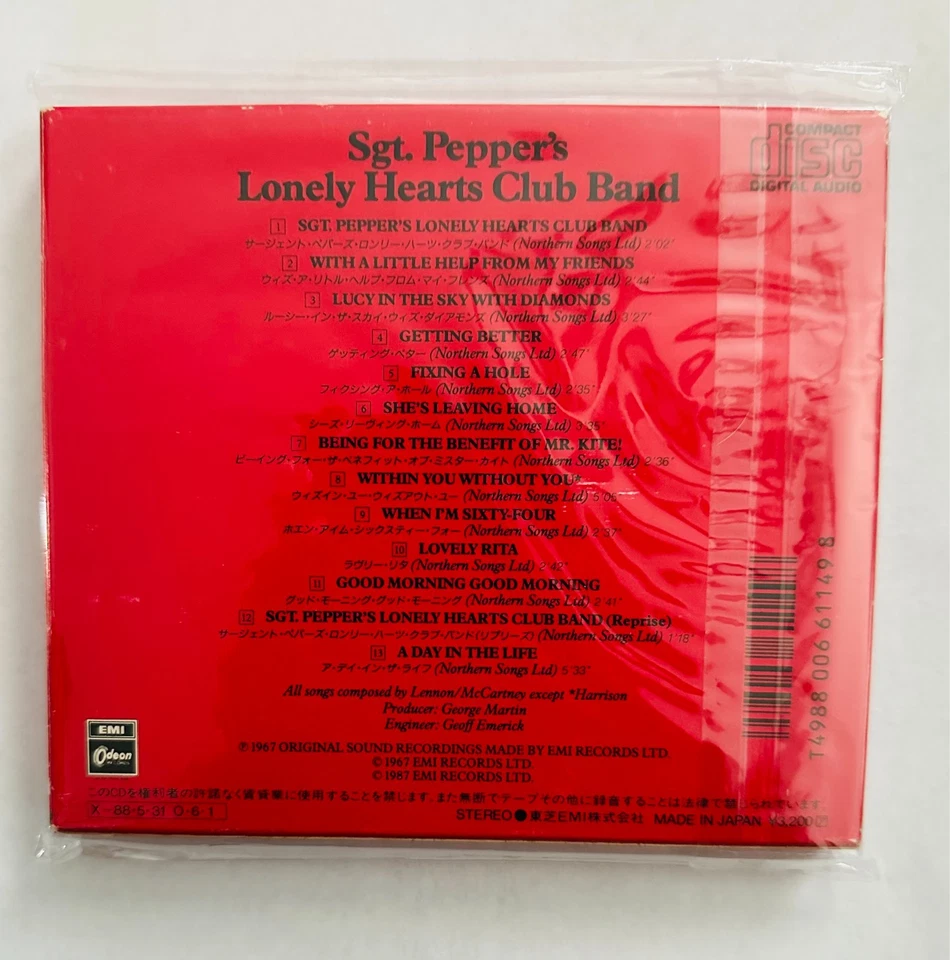 Sgt. Pepper's
Lonely Hearts Club Band
COMPACT
disc
DIGITAL AUDIO
1 SGT. PEPPER'S LONELY HEARTS CLUB BAND
サージェント・ペパーズ・ロンリー・ハーツ・クラブ・バンド (Northern Songs Ltd) 2'02"
2 WITH A LITTLE HELP FROM MY FRIENDS
ウィズ・ア・リトル・ヘルプ・フロム・マイ・フレンズ (Northern Songs Ltd) 2'44"
3 LUCY IN THE SKY WITH DIAMONDS
ルーシー・イン・ザ・スカイ・ウィズ・ダイアモンズ (Northern Songs Ltd) 3'27"
4 GETTING BETTER
ゲッティング・ベター (Northern Songs Ltd) 2'47"
5 FIXING A HOLE
フィクシング・ア・ホール (Northern Songs Ltd) 2'35"
6 SHE'S LEAVING HOME
シーズ・リーヴィング・ホーム (Northern Songs Ltd) 3'35"
7 BEING FOR THE BENEFIT OF MR. KITE!
ビーイング・フォー・ザ・ベネフィット・オブ・ミスター・カイト (Northern Songs Ltd) 2'36"
8 WITHIN YOU WITHOUT YOU*
ウィズイン・ユー・ウィズアウト・ユー (Northern Songs Ltd) 5'05"
9 WHEN I'M SIXTY-FOUR
ホエン・アイム・シックスティー・フォー (Northern Songs Ltd) 2'37"
10 LOVELY RITA
ラヴリー・リタ (Northern Songs Ltd) 2'42"
11 GOOD MORNING GOOD MORNING
グッド・モーニング・グッド・モーニング (Northern Songs Ltd) 2'41"
12 SGT. PEPPER'S LONELY HEARTS CLUB BAND (Reprise)
サージェント・ペパーズ・ロンリー・ハーツ・クラブ・バンド(リプリーズ) (Northern Songs Ltd) 1'18"
13 A DAY IN THE LIFE
ア・デイ・イン・ザ・ライフ (Northern Songs Ltd) 5'33"
All songs composed by Lennon/McCartney except *Harrison
Producer: George Martin
Engineer: Geoff Emerick
℗1967 ORIGINAL SOUND RECORDINGS MADE BY EMI RECORDS LTD.
©1967 EMI RECORDS LTD.
©1987 EMI RECORDS LTD.
EMI
Odeon
T4988 006 611498
このCDを権利者の許諾なく賃貸業に使用することを禁じます。また無断でテープその他に録音することは法律で禁じられています。
X-88・5・31 O・6・1
STEREO●東芝EMI株式会社 MADE IN JAPAN ¥3,200